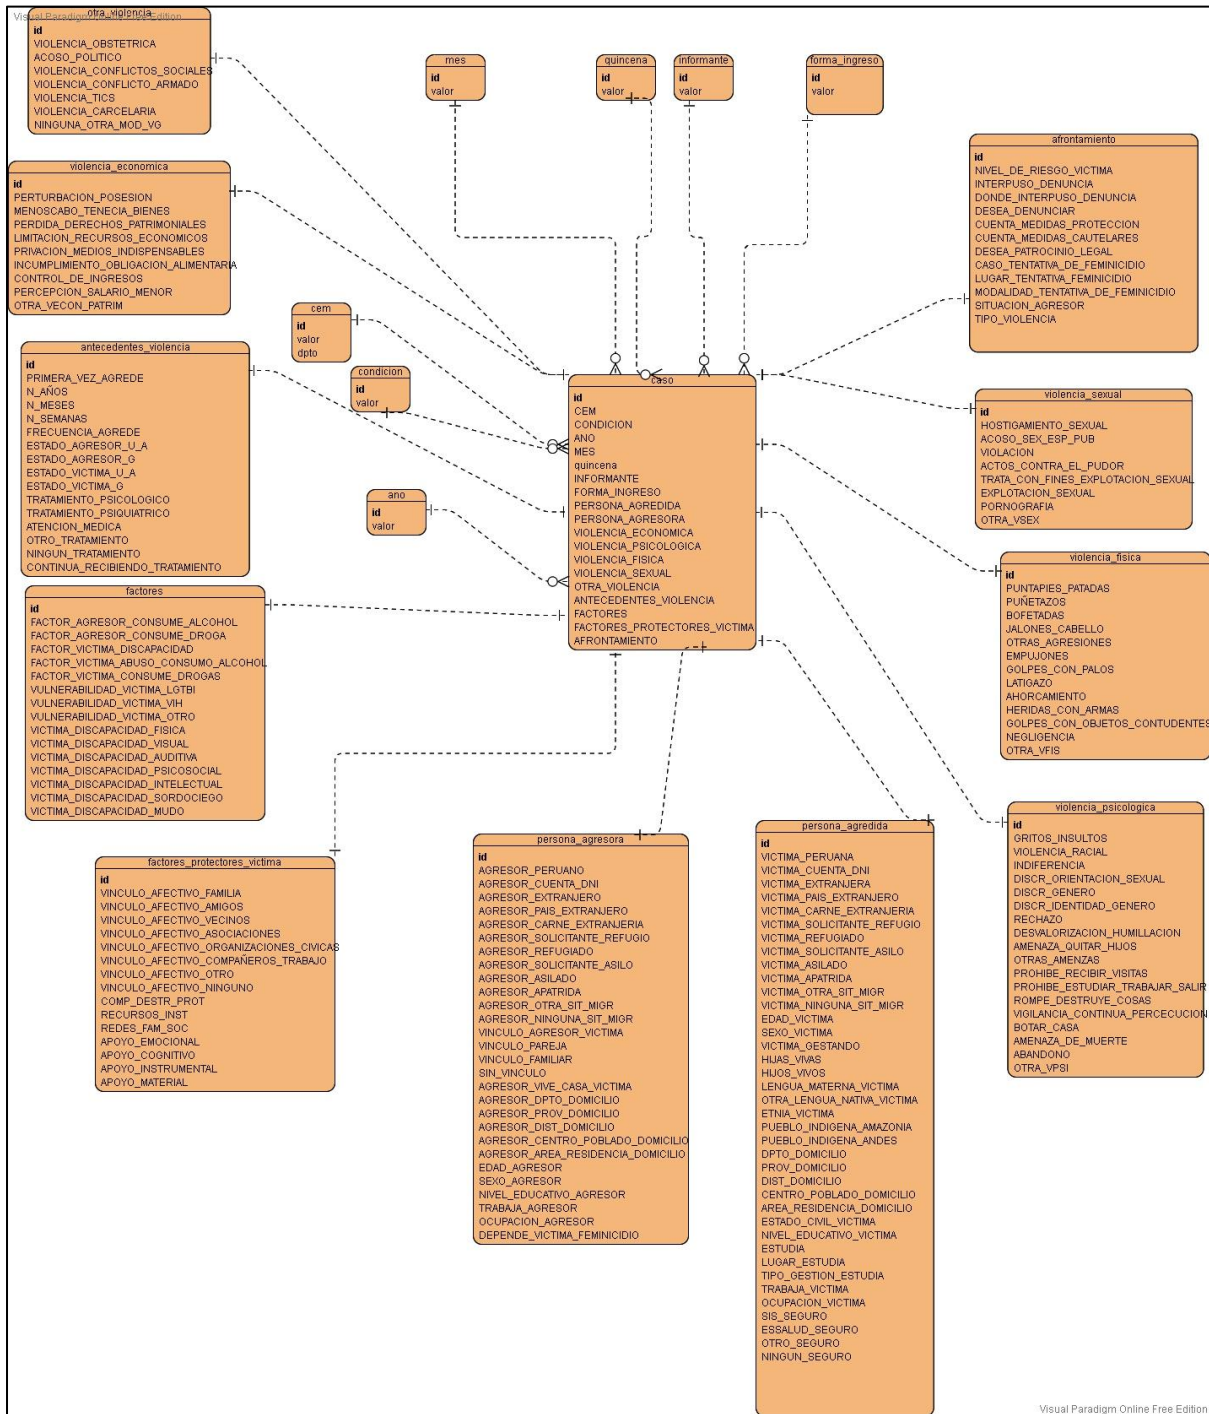 Visual Paradigm Online Free Edition
otra_violencia
id
VIOLENCIA_OBSTETRICA
ACOSO_POLITICO
VIOLENCIA_CONFLICTOS_SOCIALES
VIOLENCIA_CONFLICTO_ARMADO
VIOLENCIA_TICS
VIOLENCIA_CARCELARIA
NINGUNA_OTRA_MOD_VG
mes
id
valor
quincena
id
valor
informante
id
valor
forma_ingreso
id
valor
violencia_economica
id
PERTURBACION_POSESION
MENOSCABO_TENECIA_BIENES
PERDIDA_DERECHOS_PATRIMONIALES
LIMITACION_RECURSOS_ECONOMICOS
PRIVACION_MEDIOS_INDISPENSABLES
INCUMPLIMIENTO_OBLIGACION_ALIMENTARIA
CONTROL_DE_INGRESOS
PERCEPCION_SALARIO_MENOR
OTRA_VECON_PATRIM
afrontamiento
id
NIVEL_DE_RIESGO_VICTIMA
INTERPUSO_DENUNCIA
DONDE_INTERPUSO_DENUNCIA
DESEA_DENUNCIAR
CUENTA_MEDIDAS_PROTECCION
CUENTA_MEDIDAS_CAUTELARES
DESEA_PATROCINIO_LEGAL
CASO_TENTATIVA_DE_FEMINICIDIO
LUGAR_TENTATIVA_FEMINICIDIO
MODALIDAD_TENTATIVA_DE_FEMINICIDIO
SITUACION_AGRESOR
TIPO_VIOLENCIA
cem
id
valor
dpto
condicion
id
valor
ano
id
valor
antecedentes_violencia
id
PRIMERA_VEZ_AGREDE
N_AÑOS
N_MESES
N_SEMANAS
FRECUENCIA_AGREDE
ESTADO_AGRESOR_U_A
ESTADO_AGRESOR_G
ESTADO_VICTIMA_U_A
ESTADO_VICTIMA_G
TRATAMIENTO_PSICOLOGICO
TRATAMIENTO_PSIQUIATRICO
ATENCION_MEDICA
OTRO_TRATAMIENTO
NINGUN_TRATAMIENTO
CONTINUA_RECIBIENDO_TRATAMIENTO
caso
id
CEM
CONDICION
ANO
MES
quincena
INFORMANTE
FORMA_INGRESO
PERSONA_AGREDIDA
PERSONA_AGRESORA
VIOLENCIA_ECONOMICA
VIOLENCIA_PSICOLOGICA
VIOLENCIA_FISICA
VIOLENCIA_SEXUAL
OTRA_VIOLENCIA
ANTECEDENTES_VIOLENCIA
FACTORES
FACTORES_PROTECTORES_VICTIMA
AFRONTAMIENTO
violencia_sexual
id
HOSTIGAMIENTO_SEXUAL
ACOSO_SEX_ESP_PUB
VIOLACION
ACTOS_CONTRA_EL_PUDOR
TRATA_CON_FINES_EXPLOTACION_SEXUAL
EXPLOTACION_SEXUAL
PORNOGRAFIA
OTRA_VSEX
violencia_fisica
id
PUNTAPIES_PATADAS
PUÑETAZOS
BOFETADAS
JALONES_CABELLO
OTRAS_AGRESIONES
EMPUJONES
GOLPES_CON_PALOS
LATIGAZO
AHORCAMIENTO
HERIDAS_CON_ARMAS
GOLPES_CON_OBJETOS_CONTUDENTES
NEGLIGENCIA
OTRA_VFIS
factores
id
FACTOR_AGRESOR_CONSUME_ALCOHOL
FACTOR_AGRESOR_CONSUME_DROGA
FACTOR_VICTIMA_DISCAPACIDAD
FACTOR_VICTIMA_ABUSO_CONSUMO_ALCOHOL
FACTOR_VICTIMA_CONSUME_DROGAS
VULNERABILIDAD_VICTIMA_LGTBI
VULNERABILIDAD_VICTIMA_VIH
VULNERABILIDAD_VICTIMA_OTRO
VICTIMA_DISCAPACIDAD_FISICA
VICTIMA_DISCAPACIDAD_VISUAL
VICTIMA_DISCAPACIDAD_AUDITIVA
VICTIMA_DISCAPACIDAD_PSICOSOCIAL
VICTIMA_DISCAPACIDAD_INTELECTUAL
VICTIMA_DISCAPACIDAD_SORDOCIEGO
VICTIMA_DISCAPACIDAD_MUDO
violencia_psicologica
id
GRITOS_INSULTOS
VIOLENCIA_RACIAL
INDIFERENCIA
DISCR_ORIENTACION_SEXUAL
DISCR_GENERO
DISCR_IDENTIDAD_GENERO
RECHAZO
DESVALORIZACION_HUMILLACION
AMENAZA_QUITAR_HIJOS
OTRAS_AMENZAS
PROHIBE_RECIBIR_VISITAS
PROHIBE_ESTUDIAR_TRABAJAR_SALIR
ROMPE_DESTRUYE_COSAS
VIGILANCIA_CONTINUA_PERCECUCION
BOTAR_CASA
AMENAZA_DE_MUERTE
ABANDONO
OTRA_VPSI
factores_protectores_victima
id
VINCULO_AFECTIVO_FAMILIA
VINCULO_AFECTIVO_AMIGOS
VINCULO_AFECTIVO_VECINOS
VINCULO_AFECTIVO_ASOCIACIONES
VINCULO_AFECTIVO_ORGANIZACIONES_CIVICAS
VINCULO_AFECTIVO_COMPAÑEROS_TRABAJO
VINCULO_AFECTIVO_OTRO
VINCULO_AFECTIVO_NINGUNO
COMP_DESTR_PROT
RECURSOS_INST
REDES_FAM_SOC
APOYO_EMOCIONAL
APOYO_COGNITIVO
APOYO_INSTRUMENTAL
APOYO_MATERIAL
persona_agresora
id
AGRESOR_PERUANO
AGRESOR_CUENTA_DNI
AGRESOR_EXTRANJERO
AGRESOR_PAIS_EXTRANJERO
AGRESOR_CARNE_EXTRANJERIA
AGRESOR_SOLICITANTE_REFUGIO
AGRESOR_REFUGIADO
AGRESOR_SOLICITANTE_ASILO
AGRESOR_ASILADO
AGRESOR_APATRIDA
AGRESOR_OTRA_SIT_MIGR
AGRESOR_NINGUNA_SIT_MIGR
VINCULO_AGRESOR_VICTIMA
VINCULO_PAREJA
VINCULO_FAMILIAR
SIN_VINCULO
AGRESOR_VIVE_CASA_VICTIMA
AGRESOR_DPTO_DOMICILIO
AGRESOR_PROV_DOMICILIO
AGRESOR_DIST_DOMICILIO
AGRESOR_CENTRO_POBLADO_DOMICILIO
AGRESOR_AREA_RESIDENCIA_DOMICILIO
EDAD_AGRESOR
SEXO_AGRESOR
NIVEL_EDUCATIVO_AGRESOR
TRABAJA_AGRESOR
OCUPACION_AGRESOR
DEPENDE_VICTIMA_FEMINICIDIO
persona_agredida
id
VICTIMA_PERUANA
VICTIMA_CUENTA_DNI
VICTIMA_EXTRANJERA
VICTIMA_PAIS_EXTRANJERO
VICTIMA_CARNE_EXTRANJERIA
VICTIMA_SOLICITANTE_REFUGIO
VICTIMA_REFUGIADO
VICTIMA_SOLICITANTE_ASILO
VICTIMA_ASILADO
VICTIMA_APATRIDA
VICTIMA_OTRA_SIT_MIGR
VICTIMA_NINGUNA_SIT_MIGR
EDAD_VICTIMA
SEXO_VICTIMA
VICTIMA_GESTANDO
HIJAS_VIVAS
HIJOS_VIVOS
LENGUA_MATERNA_VICTIMA
OTRA_LENGUA_NATIVA_VICTIMA
ETNIA_VICTIMA
PUEBLO_INDIGENA_AMAZONIA
PUEBLO_INDIGENA_ANDES
DPTO_DOMICILIO
PROV_DOMICILIO
DIST_DOMICILIO
CENTRO_POBLADO_DOMICILIO
AREA_RESIDENCIA_DOMICILIO
ESTADO_CIVIL_VICTIMA
NIVEL_EDUCATIVO_VICTIMA
ESTUDIA
LUGAR_ESTUDIA
TIPO_GESTION_ESTUDIA
TRABAJA_VICTIMA
OCUPACION_VICTIMA
SIS_SEGURO
ESSALUD_SEGURO
OTRO_SEGURO
NINGUN_SEGURO
Visual Paradigm Online Free Edition